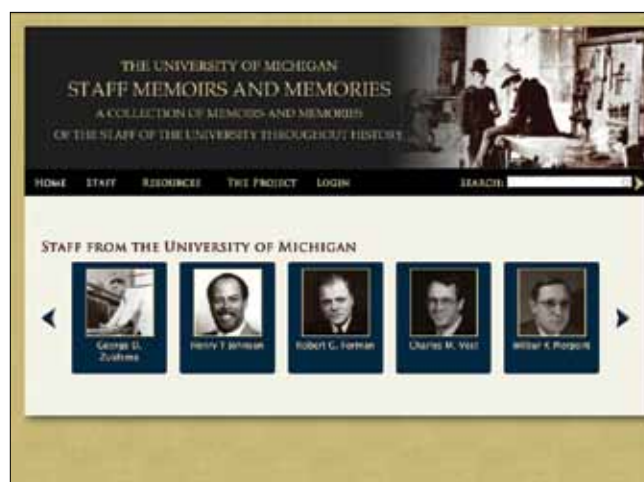 THE UNIVERSITY OF MICHIGAN
STAFF MEMOIRS AND MEMORIES
A COLLECTION OF MEMOIRS AND MEMORIES
OF THE STAFF OF THE UNIVERSITY THROUGHOUT HISTORY
HOME STAFF RESOURCES THE PROJECT LOGIN SEARCH:
STAFF FROM THE UNIVERSITY OF MICHIGAN
George D. Henry T Johnson Robert G. Forman Charles M. Vest Wilbur K Pierpont